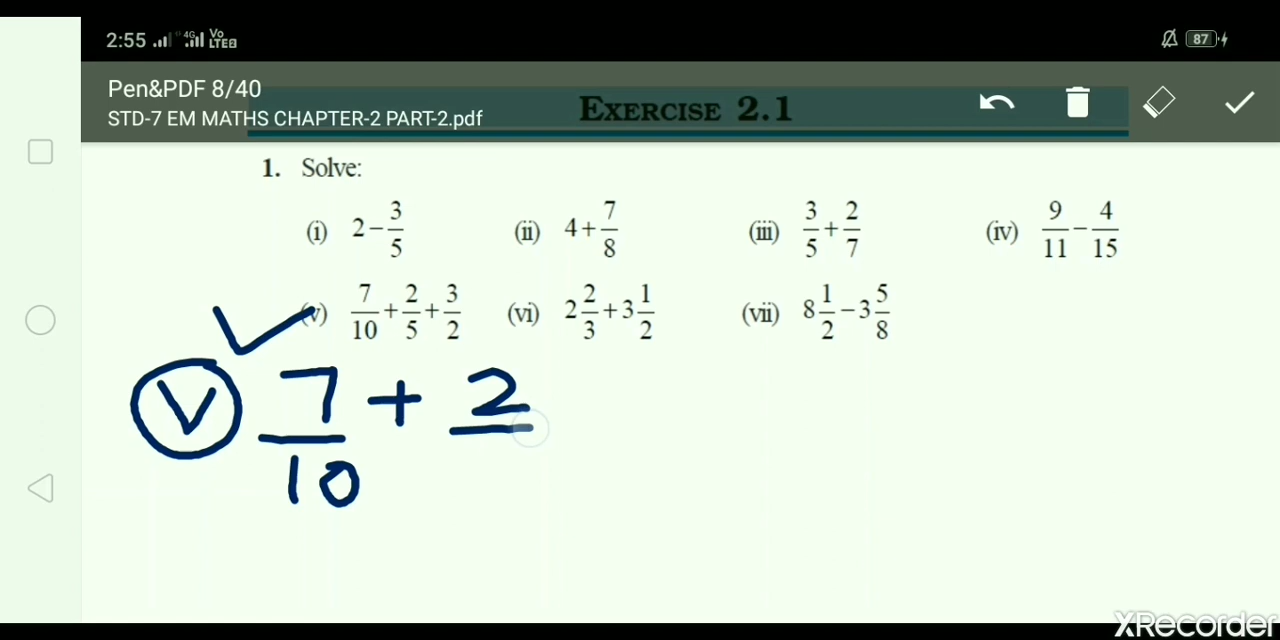 2:55 4G Vo LTE2 87
Pen&PDF 8/40
STD-7 EM MATHS CHAPTER-2 PART-2.pdf
EXERCISE 2.1
1. Solve:
(i) 2 - 3/5 (ii) 4 + 7/8 (iii) 3/5 + 2/7 (iv) 9/11 - 4/15
(v) 7/10 + 2/5 + 3/2 (vi) 2 2/3 + 3 1/2 (vii) 8 1/2 - 3 5/8
V 7/10 + 2
XRecorder